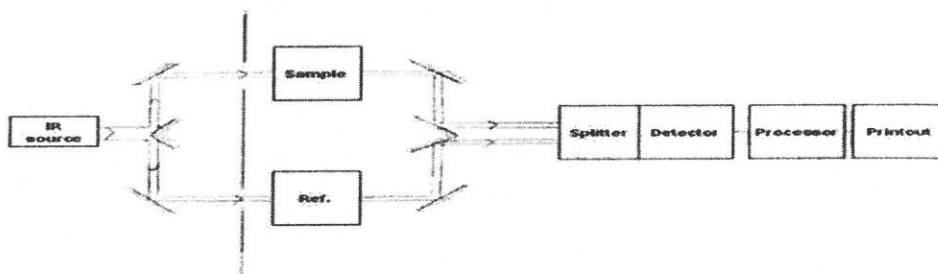 IR
source
Sample
Ref.
Splitter
Detector
Processor
Printout